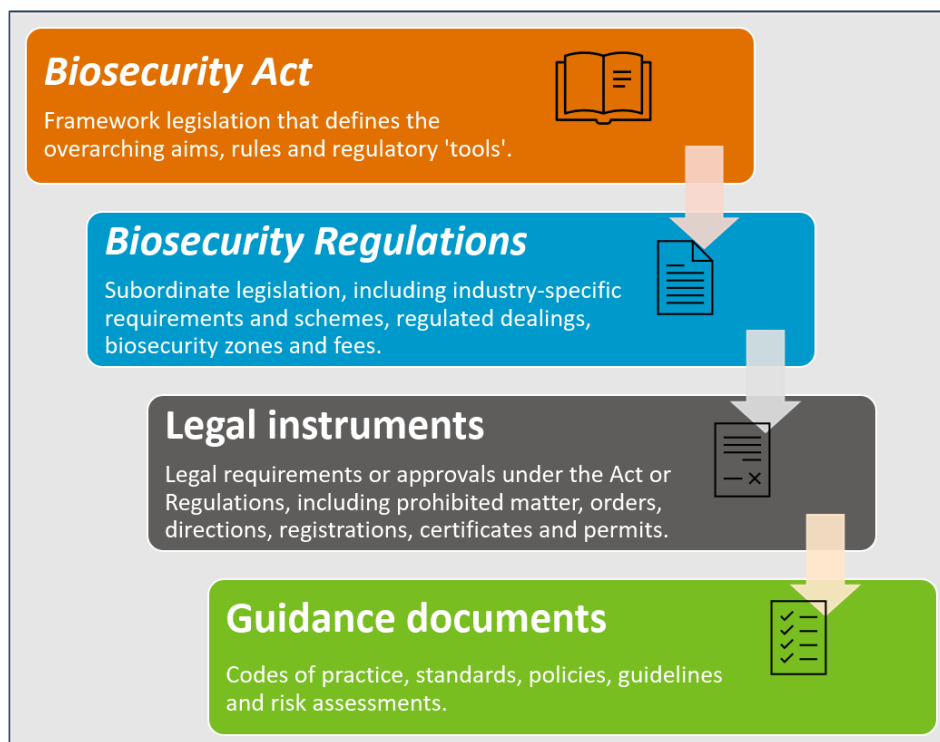 Biosecurity Act
Framework legislation that defines the
overarching aims, rules and regulatory 'tools'.
Biosecurity Regulations
Subordinate legislation, including industry-specific
requirements and schemes, regulated dealings,
biosecurity zones and fees.
Legal instruments
Legal requirements or approvals under the Act or
Regulations, including prohibited matter, orders,
directions, registrations, certificates and permits.
Guidance documents
Codes of practice, standards, policies, guidelines
and risk assessments.